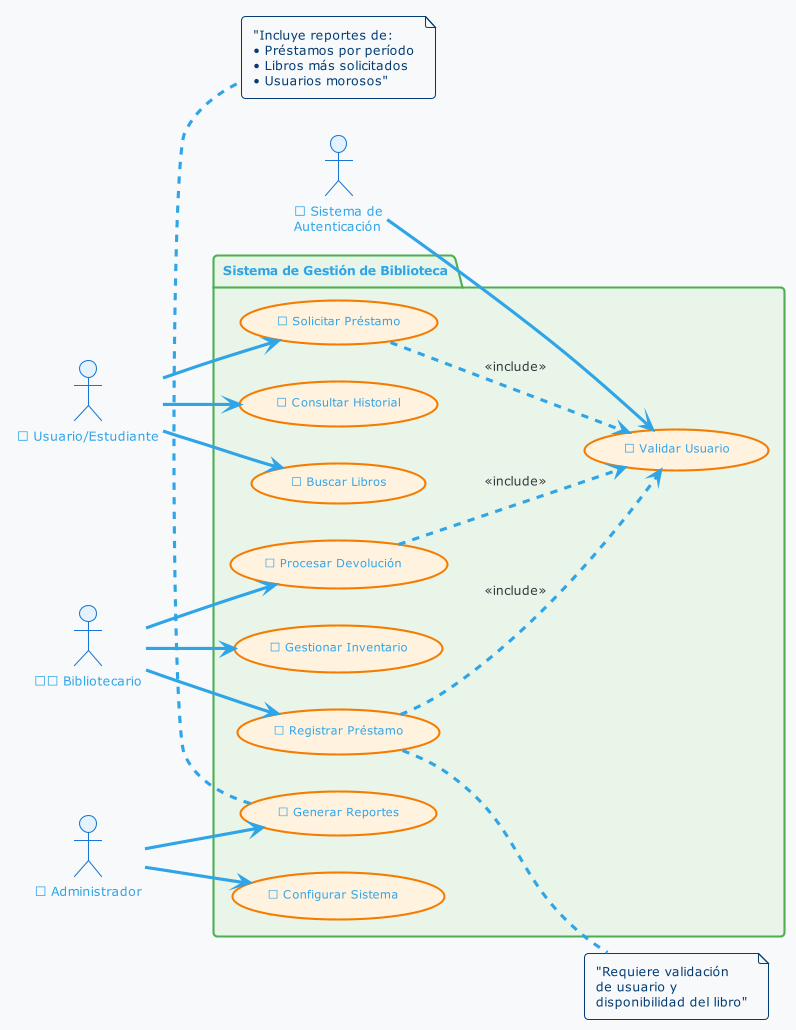 "Incluye reportes de:
• Préstamos por período
• Libros más solicitados
• Usuarios morosos"
□ Sistema de
Autenticación
Sistema de Gestión de Biblioteca
□ Solicitar Préstamo
«include»
□ Consultar Historial
□ Usuario/Estudiante
□ Validar Usuario
□ Buscar Libros
«include»
□ Procesar Devolución
«include»
□ Gestionar Inventario
□□ Bibliotecario
□ Registrar Préstamo
□ Generar Reportes
□ Administrador
□ Configurar Sistema
"Requiere validación
de usuario y
disponibilidad del libro"